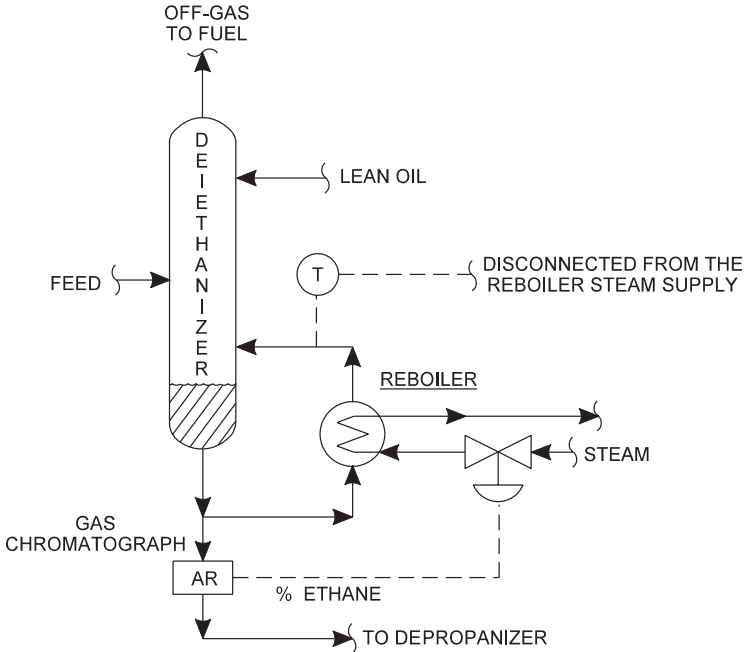 OFF-GAS
TO FUEL
DEIETHANIZER
LEAN OIL
FEED
T
DISCONNECTED FROM THE
REBOILER STEAM SUPPLY
REBOILER
STEAM
GAS
CHROMATOGRAPH
AR
% ETHANE
TO DEPROPANIZER